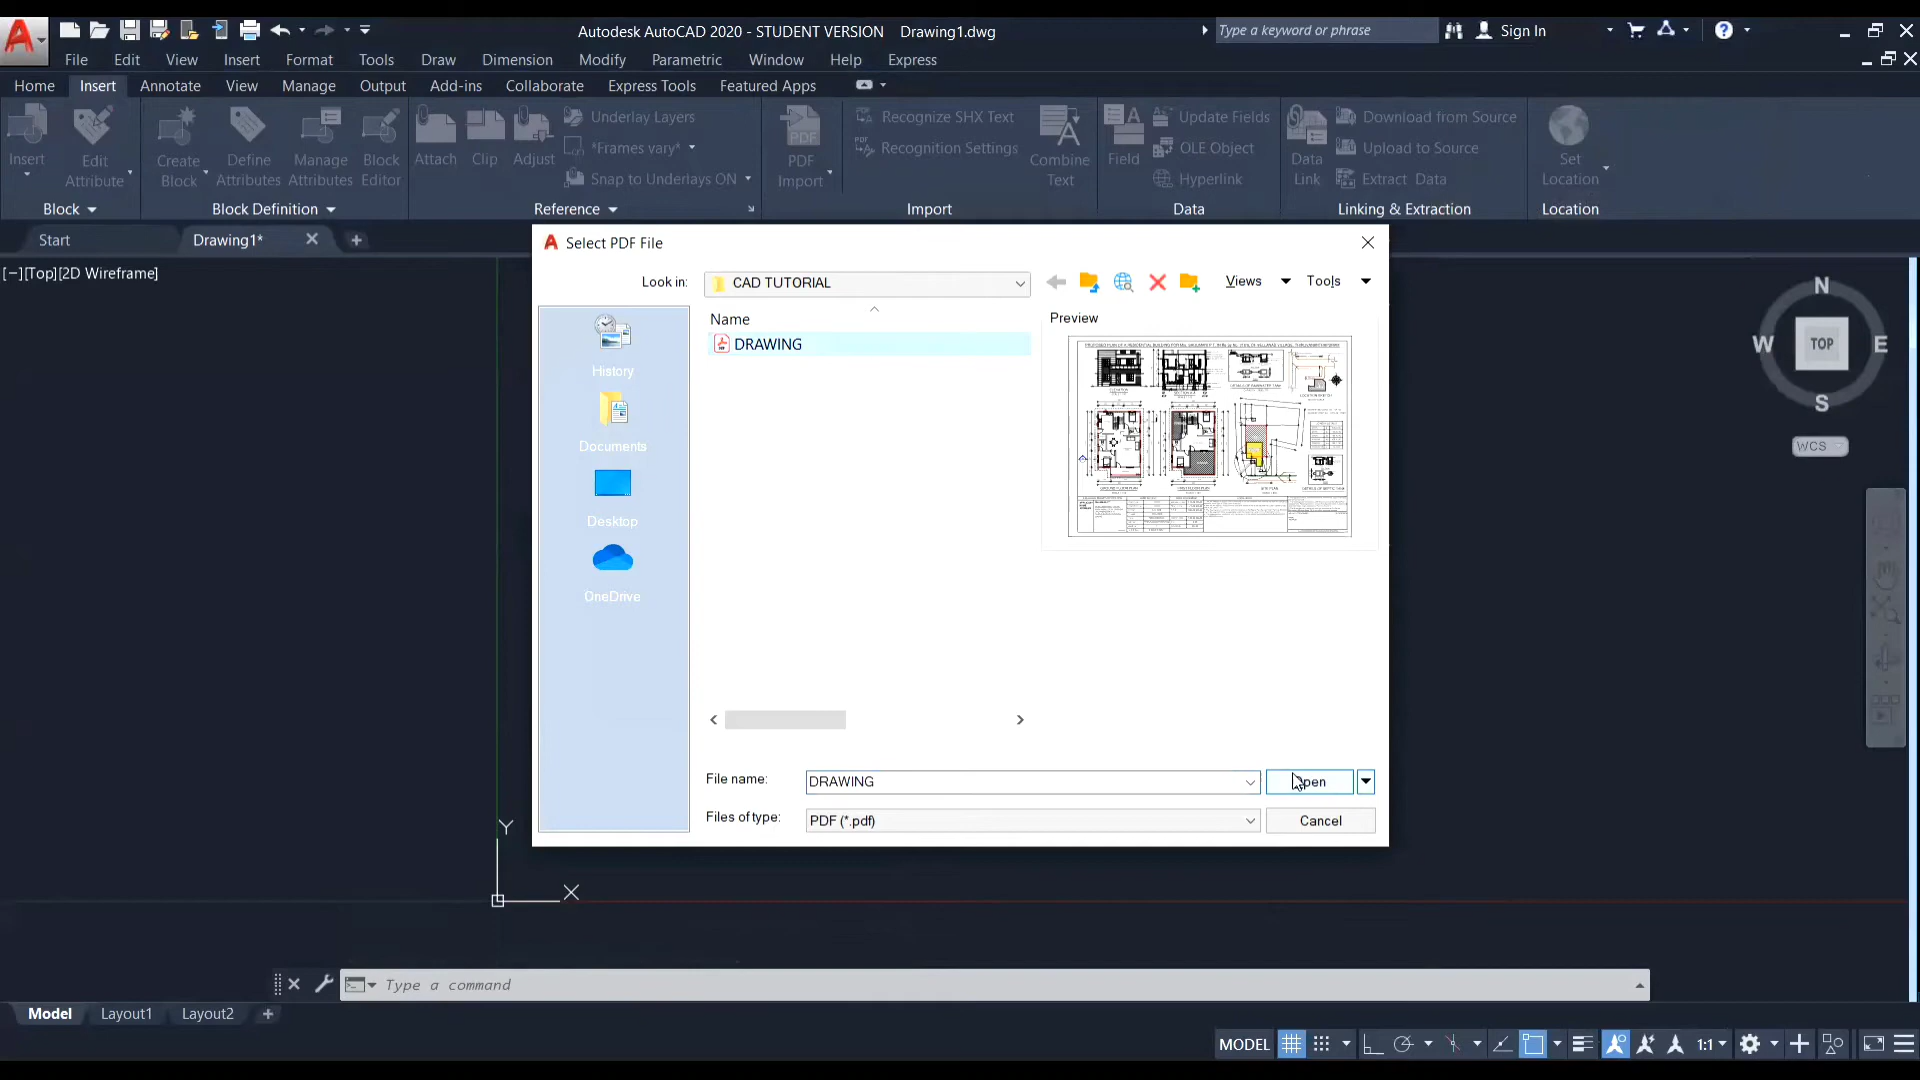 Autodesk AutoCAD 2020 - STUDENT VERSION Drawing1.dwg
Type a keyword or phrase
Sign In
File Edit View Insert Format Tools Draw Dimension Modify Parametric Window Help Express
Home Insert Annotate View Manage Output Add-ins Collaborate Express Tools Featured Apps
Insert
Edit Attribute
Create Block
Define Attributes
Manage Attributes
Block Editor
Attach
Clip
Adjust
Underlay Layers
*Frames vary*
Snap to Underlays ON
PDF Import
Recognize SHX Text
Recognition Settings
Combine Text
Field
Update Fields
OLE Object
Hyperlink
Data Link
Download from Source
Upload to Source
Extract Data
Set Location
Block
Block Definition
Reference
Import
Data
Linking & Extraction
Location
Start
Drawing1*
[−][Top][2D Wireframe]
Select PDF File
Look in:
CAD TUTORIAL
Views
Tools
Name
DRAWING
Preview
History
Documents
Desktop
OneDrive
File name:
DRAWING
Files of type:
PDF (*.pdf)
Cancel
N
W
TOP
E
S
WCS
Y
X
Type a command
Model
Layout1
Layout2
MODEL
1:1